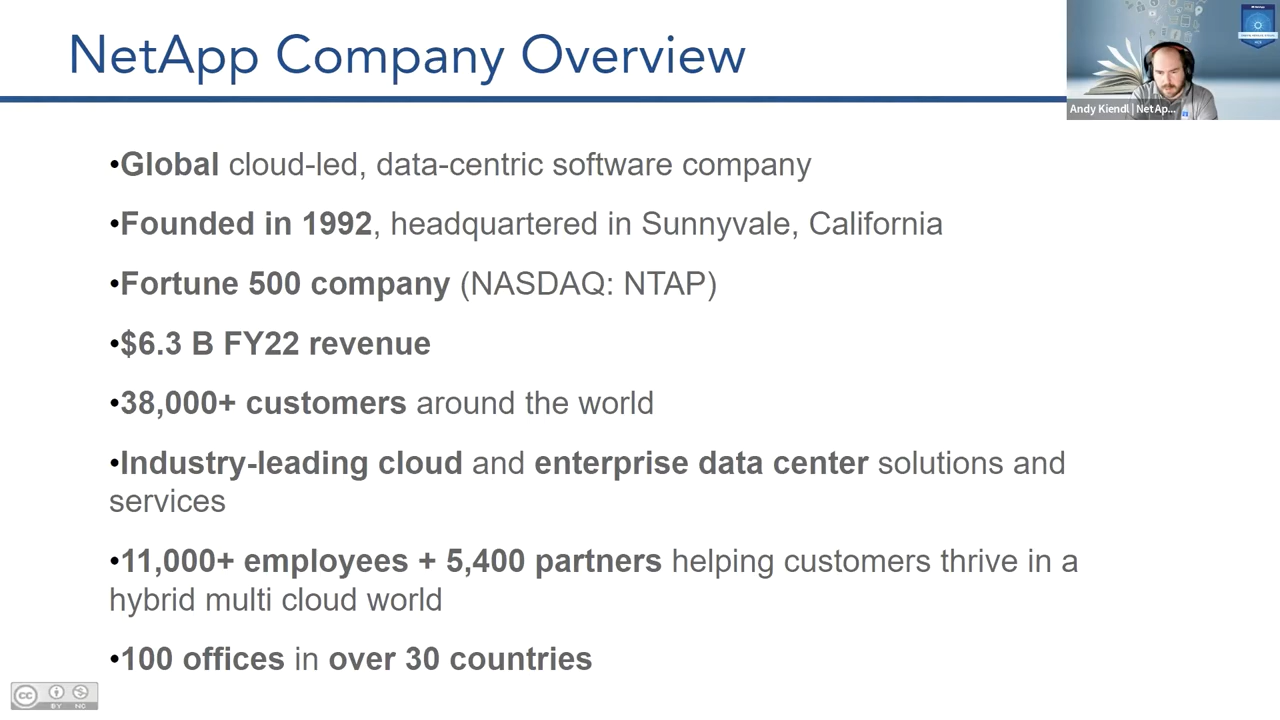 NetApp Company Overview
Andy Kiendl | NetAp...
•Global cloud-led, data-centric software company
•Founded in 1992, headquartered in Sunnyvale, California
•Fortune 500 company (NASDAQ: NTAP)
•$6.3 B FY22 revenue
•38,000+ customers around the world
•Industry-leading cloud and enterprise data center solutions and
services
•11,000+ employees + 5,400 partners helping customers thrive in a
hybrid multi cloud world
•100 offices in over 30 countries
cc
BY NC